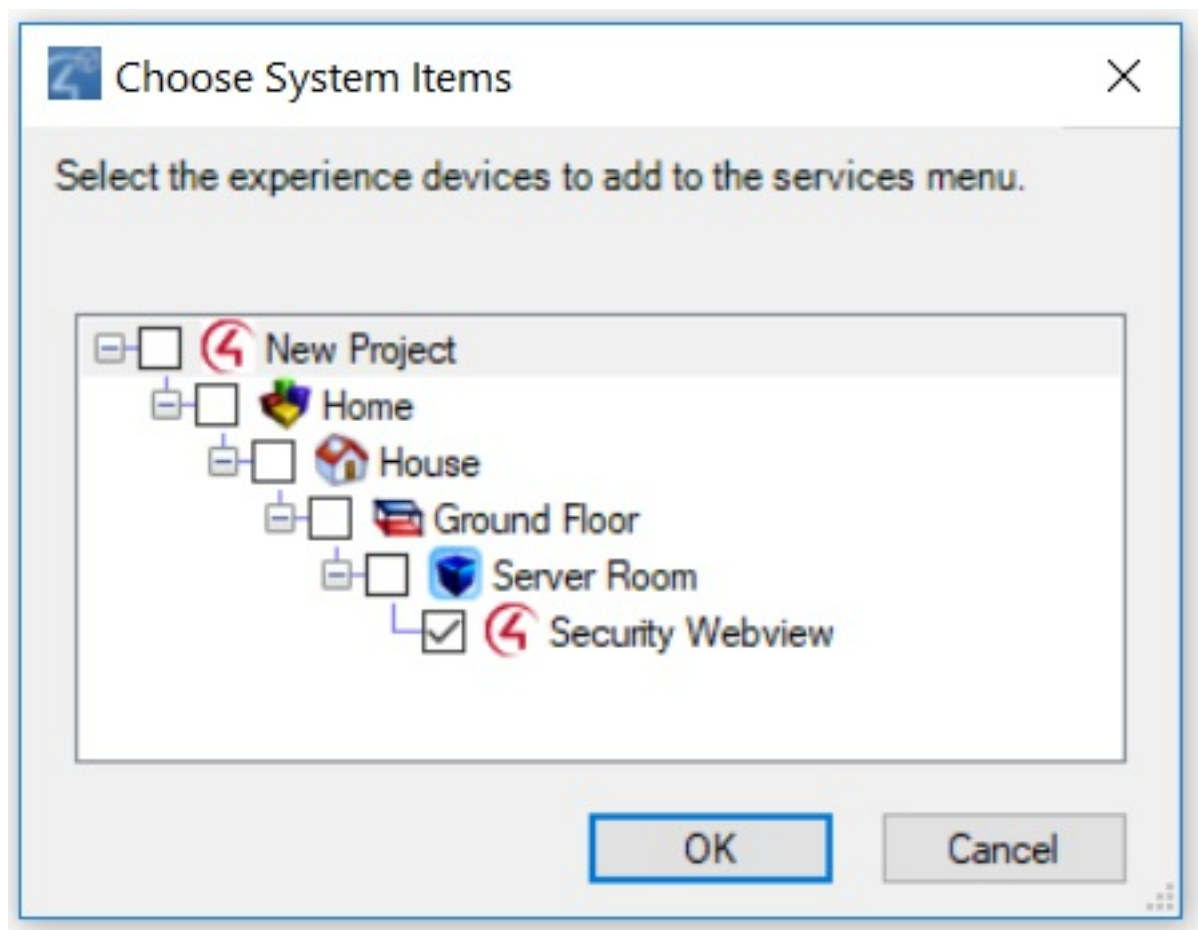 Choose System Items
Select the experience devices to add to the services menu.
New Project
Home
House
Ground Floor
Server Room
Security Webview
OK
Cancel